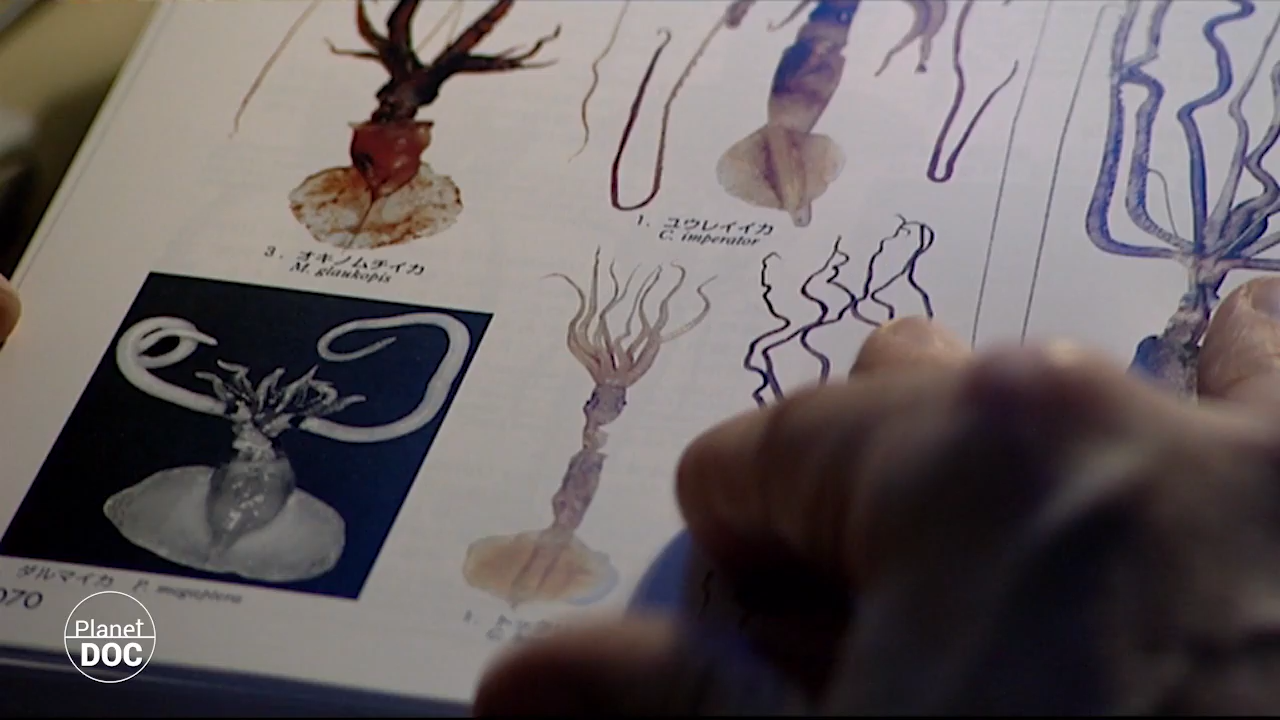 1. ユウレイイカ
C. imperator
3. オキノムチイカ
M. glaukopis
ダルマイカ P. megaptera
070
Planet
DOC